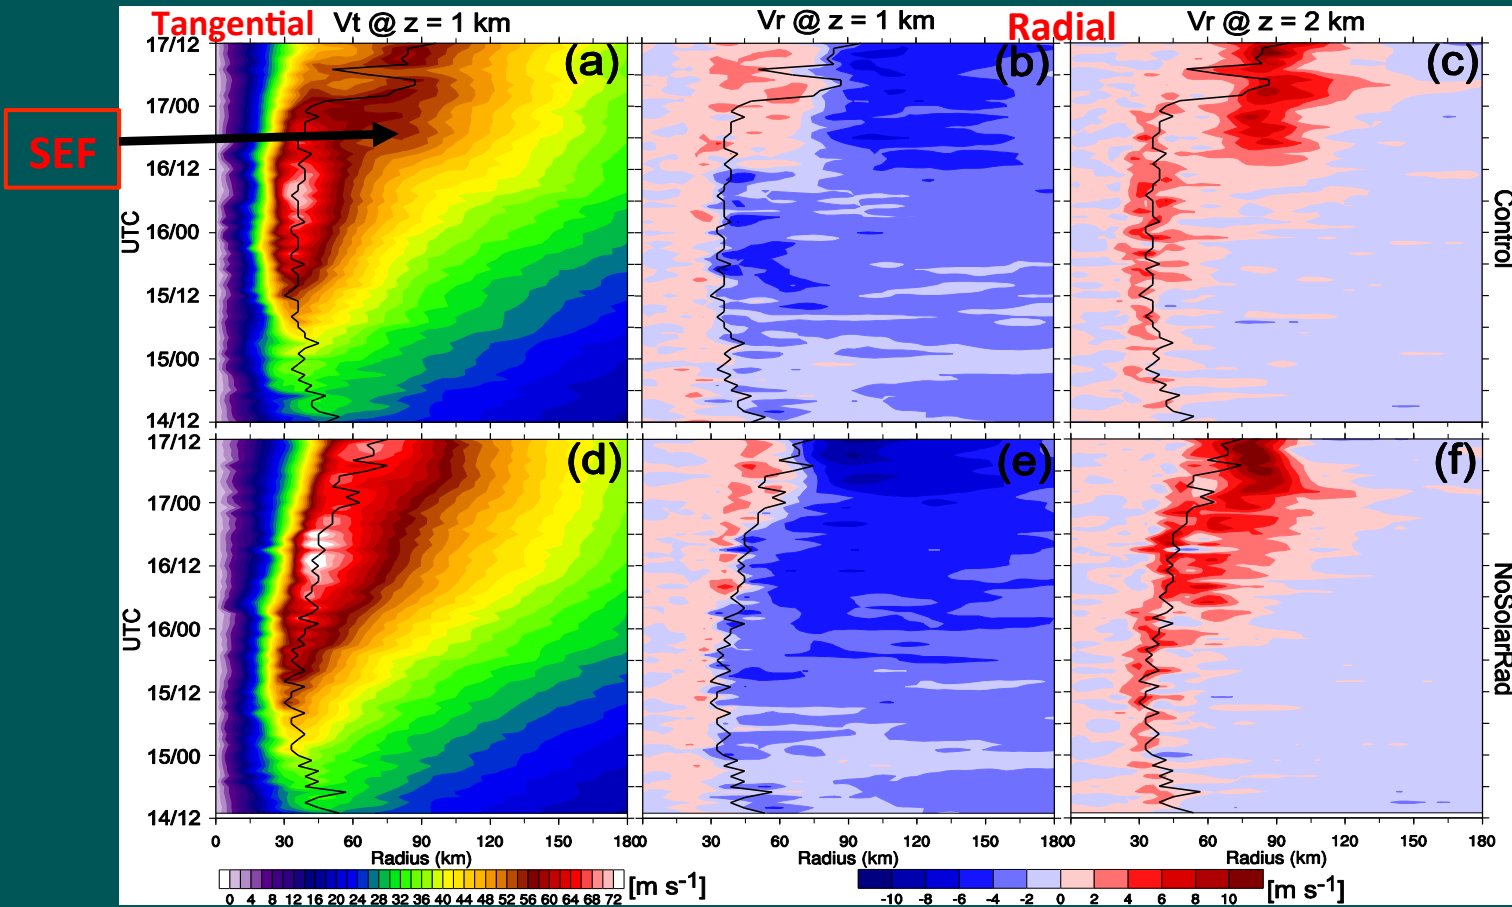 Tangential Vt @ z = 1 km Vr @ z = 1 km Radial Vr @ z = 2 km
17/12 (a) (b) (c)
17/00
SEF
16/12
UTC 16/00 Control
15/12
15/00
14/12
17/12 (d) (e) (f)
17/00
16/12
UTC 16/00 NoSolarRad
15/12
15/00
14/12
0 30 60 90 120 150 180 30 60 90 120 150 1800 30 60 90 120 150 180
Radius (km) Radius (km) Radius (km)
0 4 8 12 16 20 24 28 32 36 40 44 48 52 56 60 64 68 72 [m s-1] -10 -8 -6 -4 -2 0 2 4 6 8 10 [m s-1]